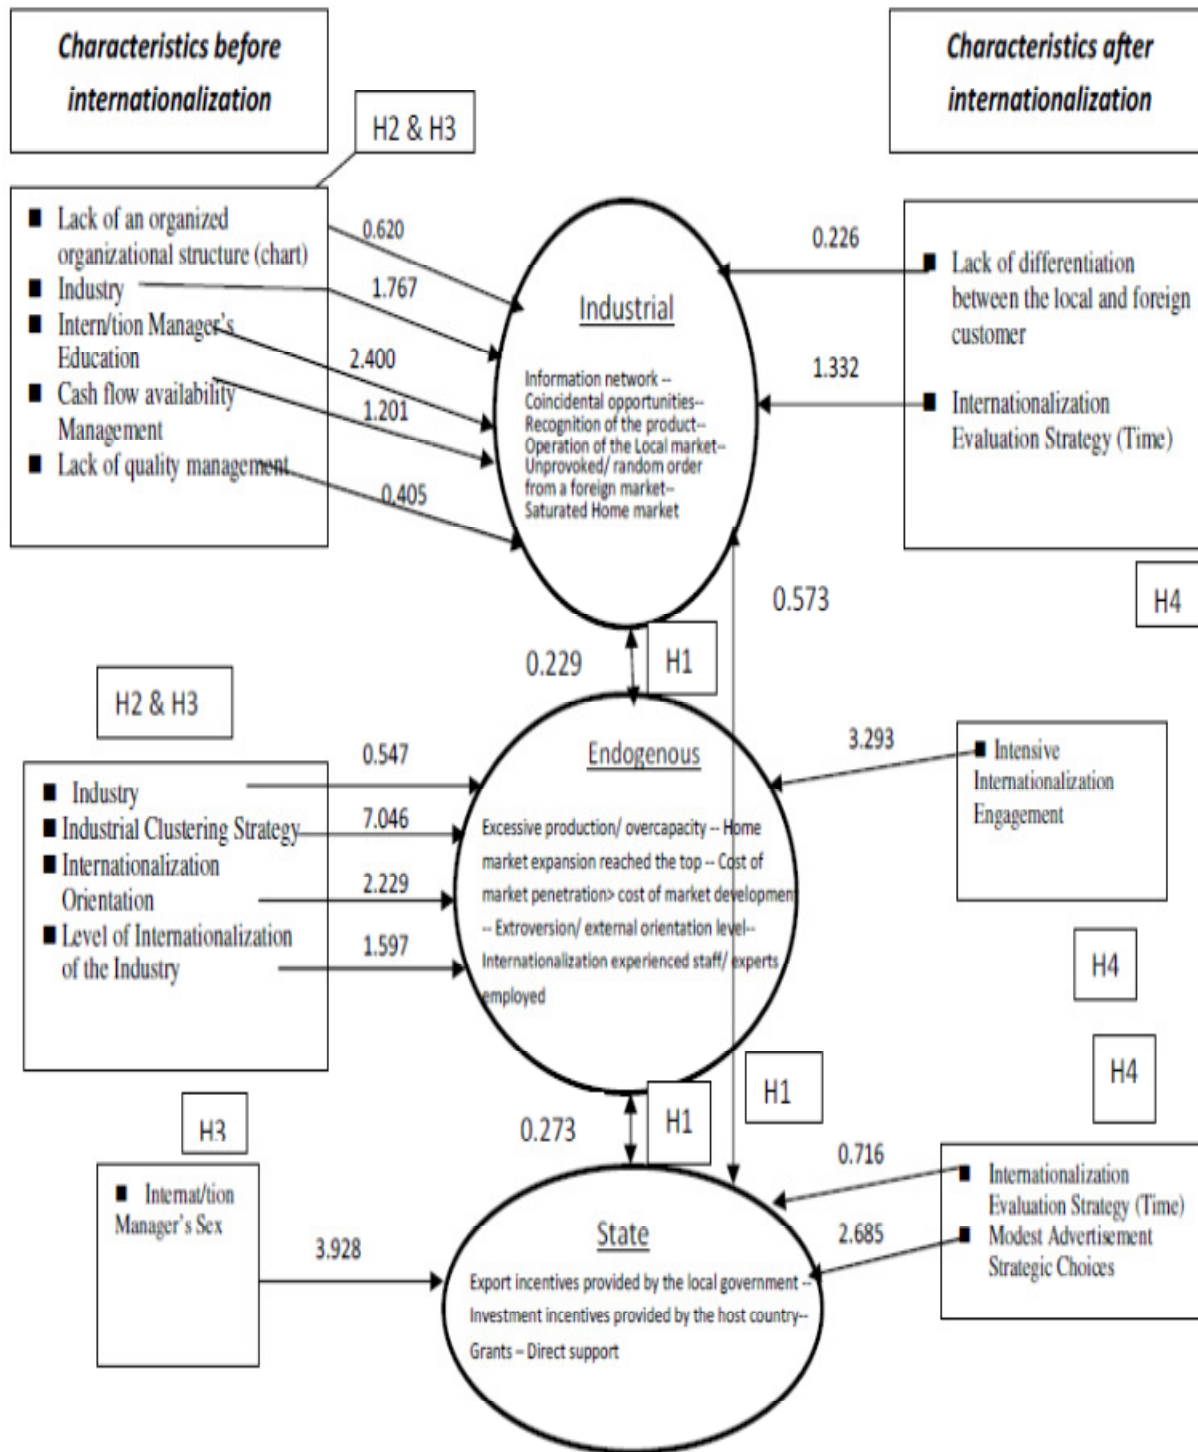 Characteristics before
internationalization
Characteristics after
internationalization
H2 & H3
■ Lack of an organized
organizational structure (chart)
■ Industry
■ Intern/tion Manager's
Education
■ Cash flow availability
Management
■ Lack of quality management
0.620
1.767
2.400
1.201
0.405
Industrial
Information network --
Coincidental opportunities--
Recognition of the product--
Operation of the Local market--
Unprovoked/ random order
from a foreign market--
Saturated Home market
0.226
1.332
■ Lack of differentiation
between the local and foreign
customer
■ Internationalization
Evaluation Strategy (Time)
H4
0.573
0.229
H1
H2 & H3
■ Industry
■ Industrial Clustering Strategy
■ Internationalization
Orientation
■ Level of Internationalization
of the Industry
0.547
7.046
2.229
1.597
Endogenous
Excessive production/ overcapacity -- Home
market expansion reached the top -- Cost of
market penetration> cost of market development
-- Extroversion/ external orientation level--
Internationalization experienced staff/ experts
employed
3.293
■ Intensive
Internationalization
Engagement
H4
H4
0.273
H1
H1
H3
■ Internat/tion
Manager's Sex
3.928
State
Export incentives provided by the local government --
Investment incentives provided by the host country--
Grants – Direct support
0.716
2.685
■ Internationalization
Evaluation Strategy (Time)
■ Modest Advertisement
Strategic Choices